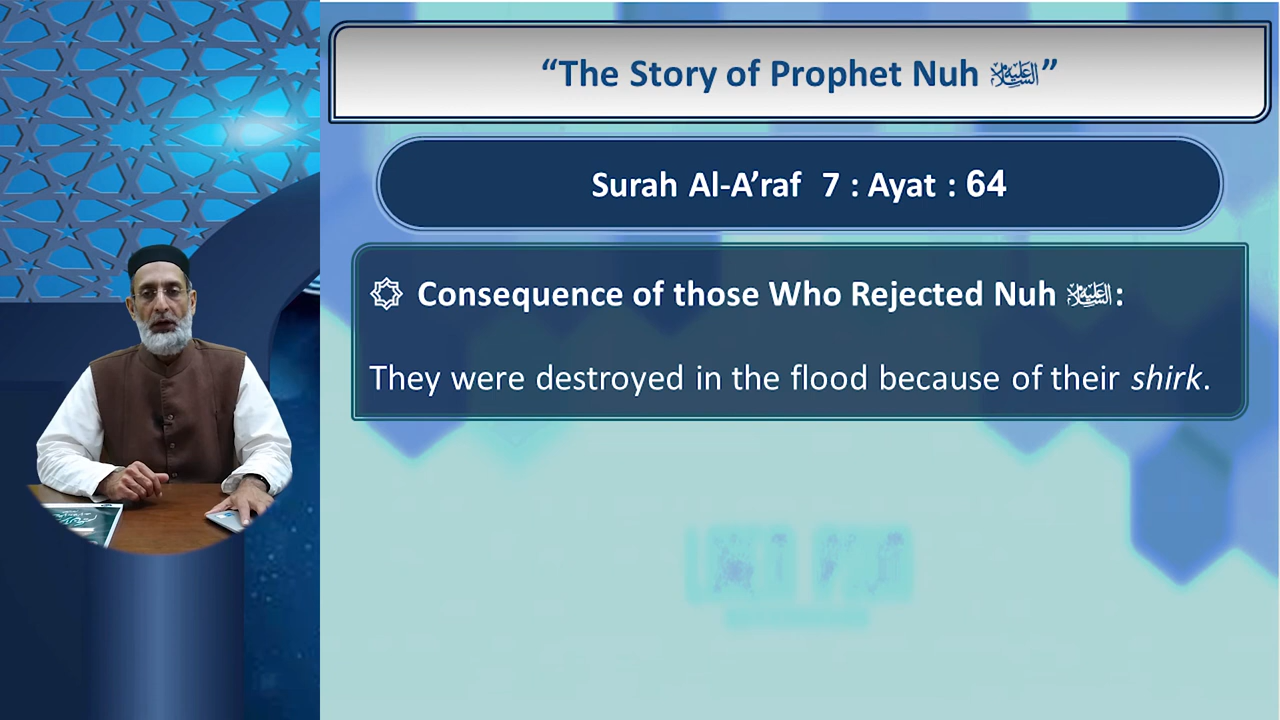 “The Story of Prophet Nuh عليه السلام”
Surah Al-A’raf 7 : Ayat : 64
Consequence of those Who Rejected Nuh عليه السلام:
They were destroyed in the flood because of their shirk.